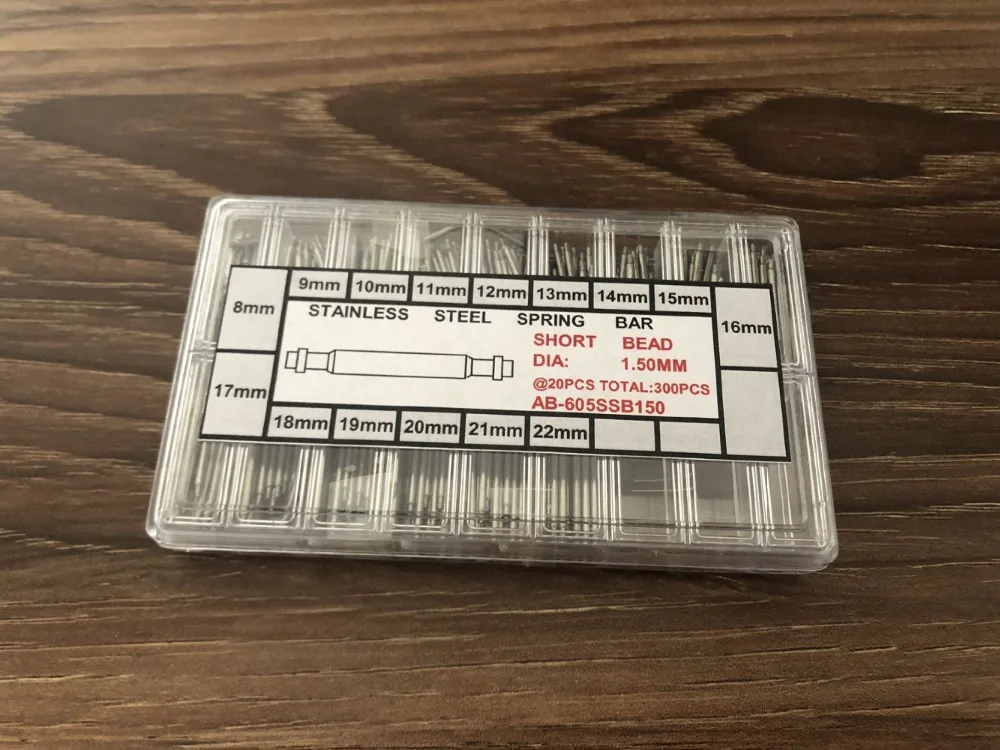 9mm 10mm 11mm 12mm 13mm 14mm 15mm
8mm
16mm
STAINLESS STEEL SPRING BAR
SHORT BEAD
DIA: 1.50MM
@20PCS TOTAL:300PCS
AB-605SSB150
17mm
18mm 19mm 20mm 21mm 22mm